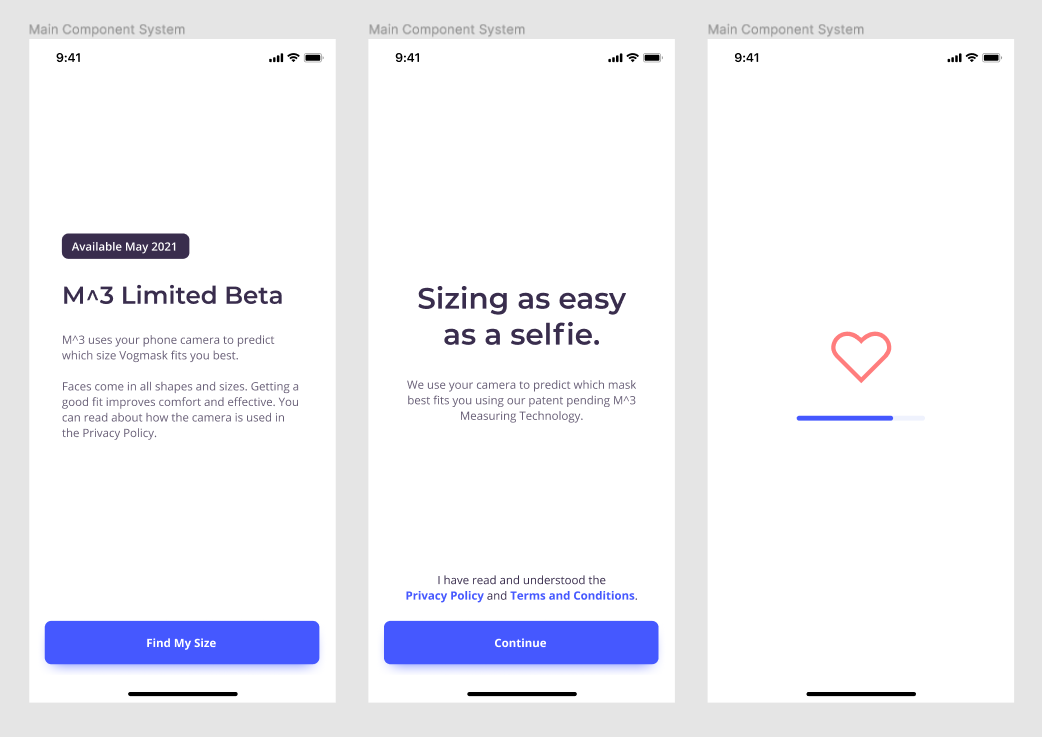 Main Component System
9:41
Available May 2021
M^3 Limited Beta
M^3 uses your phone camera to predict
which size Vogmask fits you best.
Faces come in all shapes and sizes. Getting a
good fit improves comfort and effective. You
can read about how the camera is used in
the Privacy Policy.
Find My Size
Main Component System
9:41
Sizing as easy
as a selfie.
We use your camera to predict which mask
best fits you using our patent pending M^3
Measuring Technology.
I have read and understood the
Privacy Policy and Terms and Conditions.
Continue
Main Component System
9:41